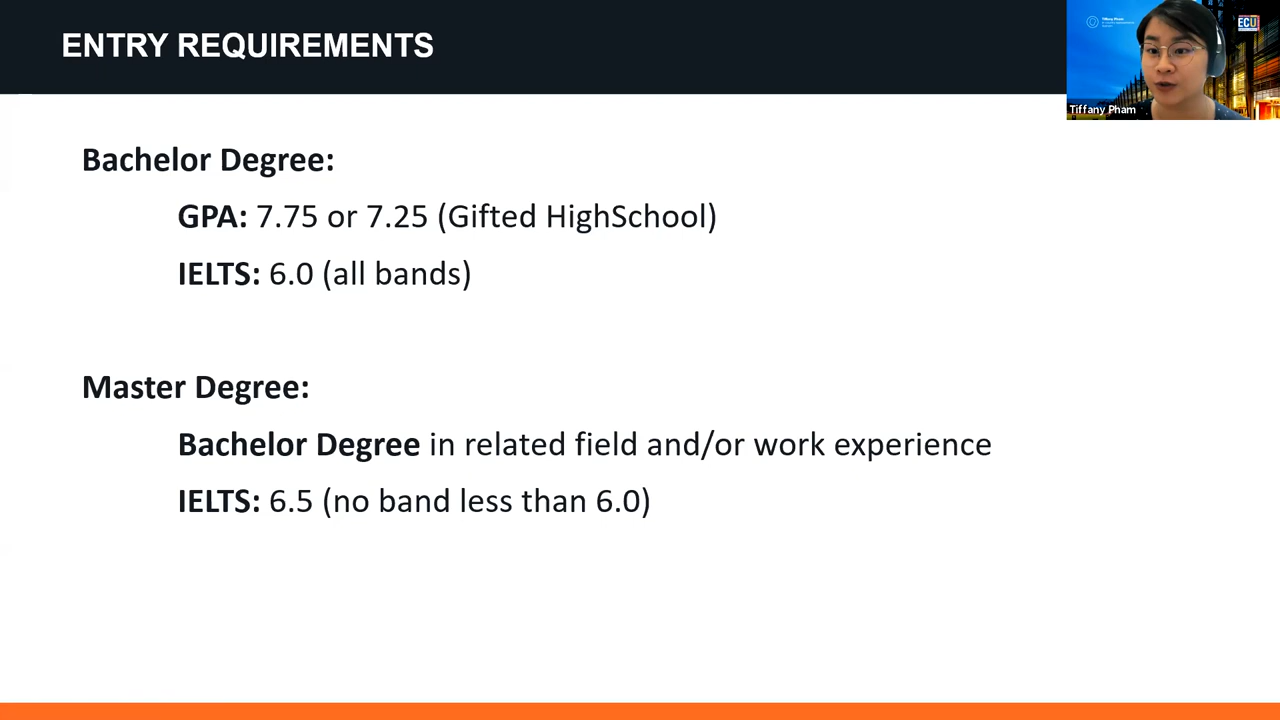 ENTRY REQUIREMENTS
ECU
Tiffany Pham
Tiffany Pham
Bachelor Degree:
GPA: 7.75 or 7.25 (Gifted HighSchool)
IELTS: 6.0 (all bands)
Master Degree:
Bachelor Degree in related field and/or work experience
IELTS: 6.5 (no band less than 6.0)